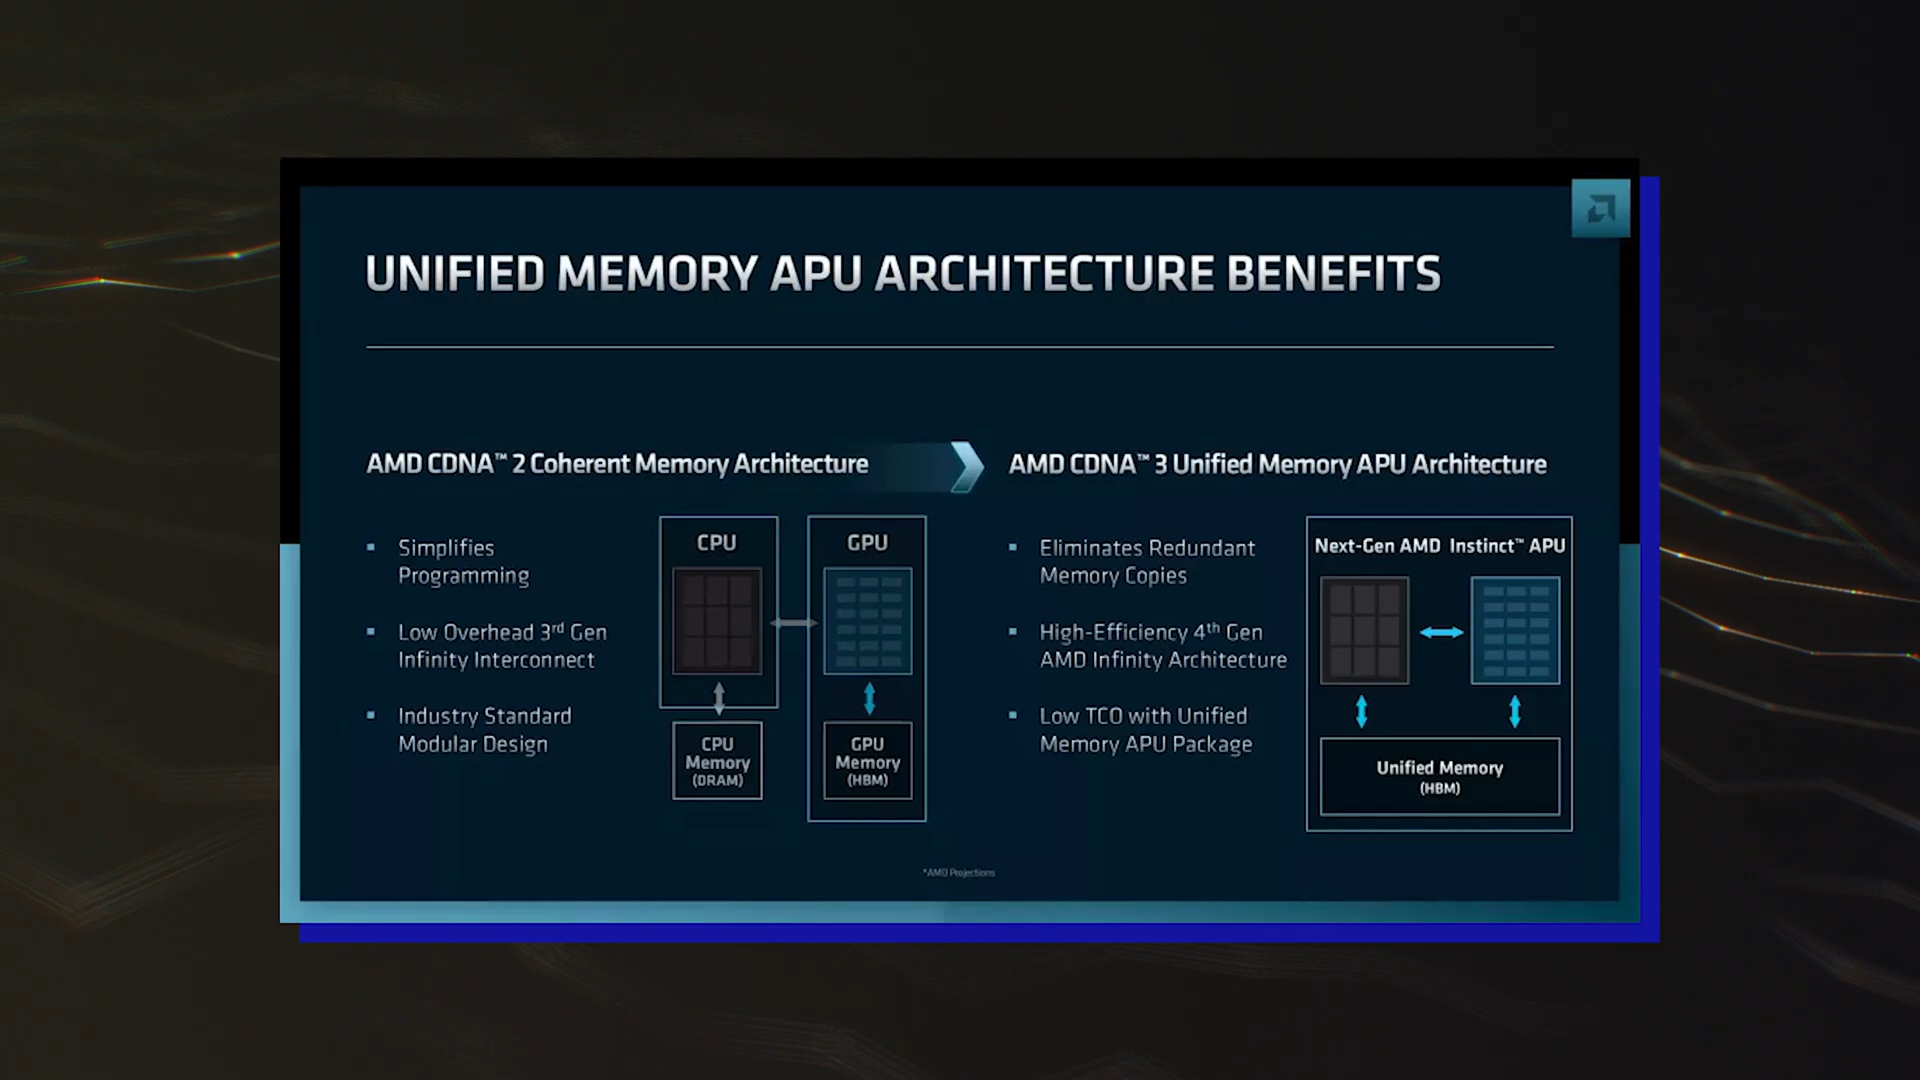 UNIFIED MEMORY APU ARCHITECTURE BENEFITS
AMD CDNA™ 2 Coherent Memory Architecture
▪ Simplifies
Programming
▪ Low Overhead 3rd Gen
Infinity Interconnect
▪ Industry Standard
Modular Design
CPU
GPU
CPU
Memory
(DRAM)
GPU
Memory
(HBM)
AMD CDNA™ 3 Unified Memory APU Architecture
▪ Eliminates Redundant
Memory Copies
▪ High-Efficiency 4th Gen
AMD Infinity Architecture
▪ Low TCO with Unified
Memory APU Package
Next-Gen AMD Instinct™ APU
Unified Memory
(HBM)
*AMD Projections